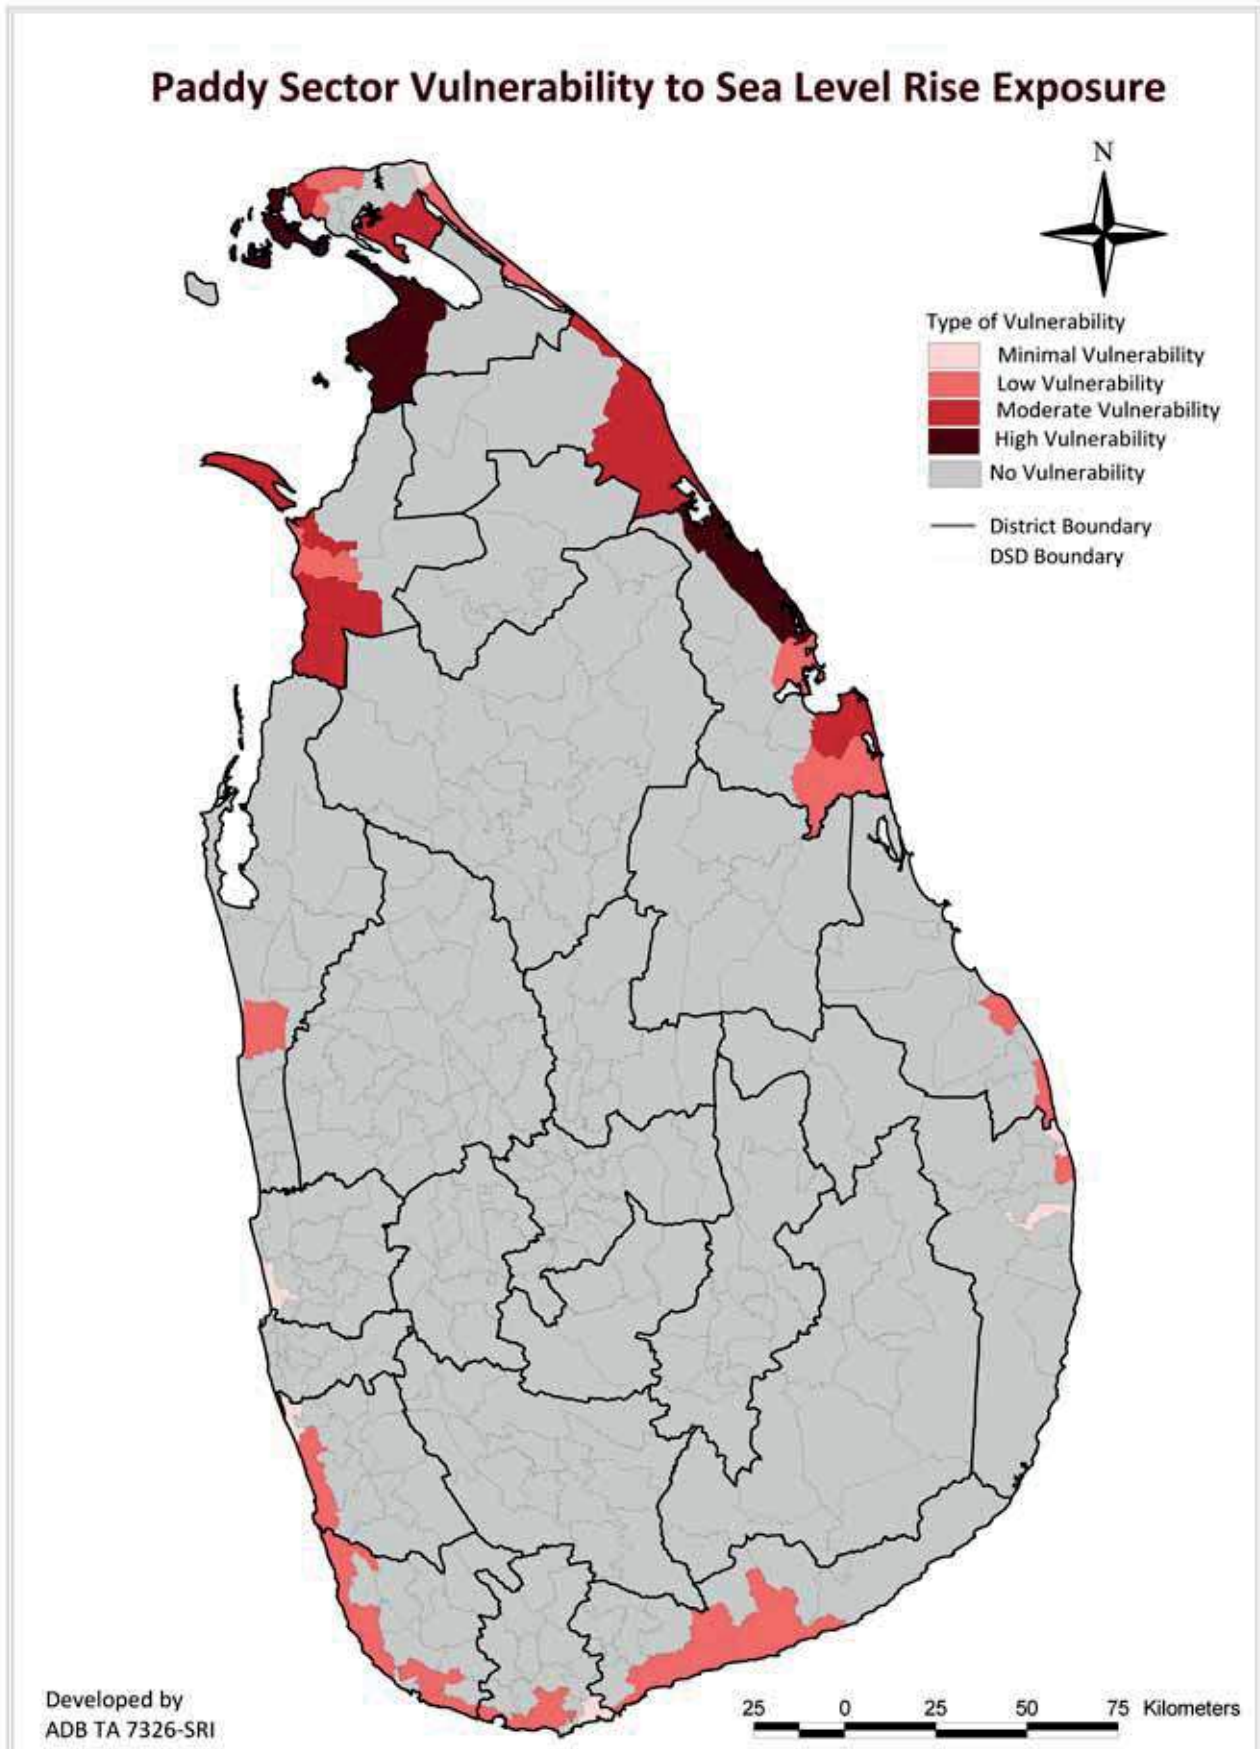 Paddy Sector Vulnerability to Sea Level Rise Exposure
N
Type of Vulnerability
Minimal Vulnerability
Low Vulnerability
Moderate Vulnerability
High Vulnerability
No Vulnerability
District Boundary
DSD Boundary
Developed by
ADB TA 7326-SRI
25 0 25 50 75 Kilometers